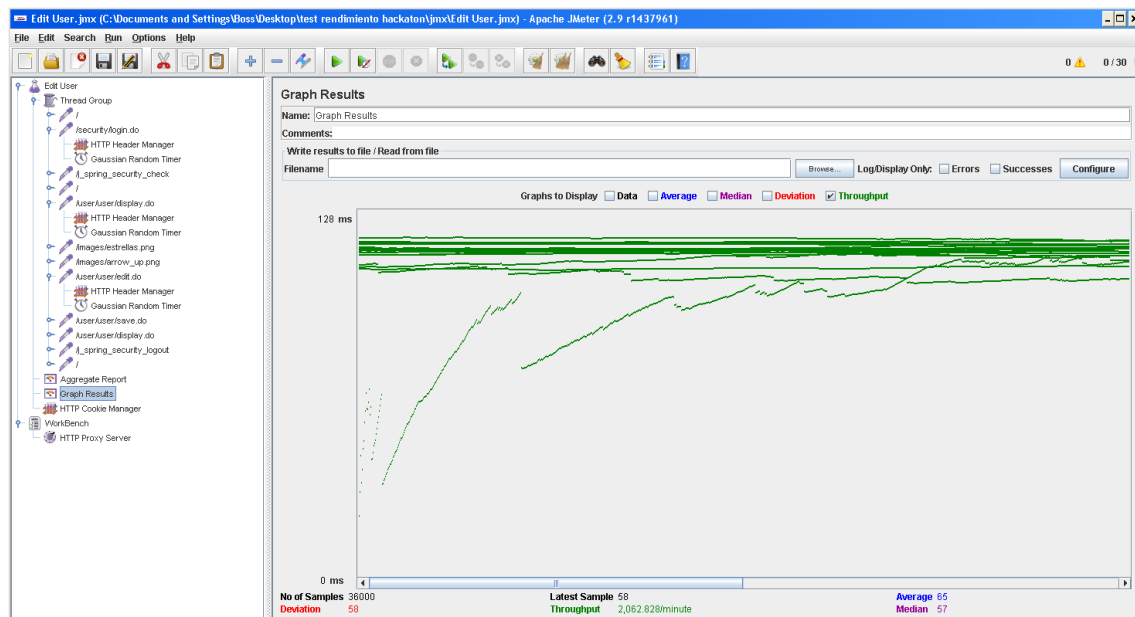 Edit User.jmx (C:\Documents and Settings\Boss\Desktop\test rendimiento hackaton\jmx\Edit User.jmx) - Apache JMeter (2.9 r1437961)
File Edit Search Run Options Help
0 0 / 30
Edit User
Thread Group
/
/security/login.do
HTTP Header Manager
Gaussian Random Timer
/j_spring_security_check
/
/user/user/display.do
HTTP Header Manager
Gaussian Random Timer
/images/estrellas.png
/images/arrow_up.png
/user/user/edit.do
HTTP Header Manager
Gaussian Random Timer
/user/user/save.do
/user/user/display.do
/j_spring_security_logout
/
Aggregate Report
Graph Results
HTTP Cookie Manager
WorkBench
HTTP Proxy Server
Graph Results
Name: Graph Results
Comments:
Write results to file / Read from file
Filename Browse... Log/Display Only: Errors Successes Configure
Graphs to Display Data Average Median Deviation Throughput
128 ms
0 ms
No of Samples 36000 Latest Sample 58 Average 65
Deviation 58 Throughput 2,062.828/minute Median 57